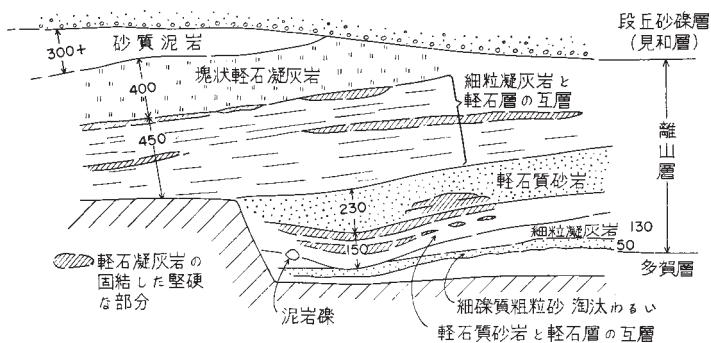 段丘砂礫層
(見和層)
300+
砂質泥岩
塊状軽石凝灰岩
400
細粒凝灰岩と
軽石層の互層
450
離山層
軽石質砂岩
230
細粒凝灰岩 130
150
50
多賀層
軽石凝灰岩の
固結した堅硬
な部分
泥岩礫
細礫質粗粒砂 淘汰わるい
軽石質砂岩と軽石層の互層